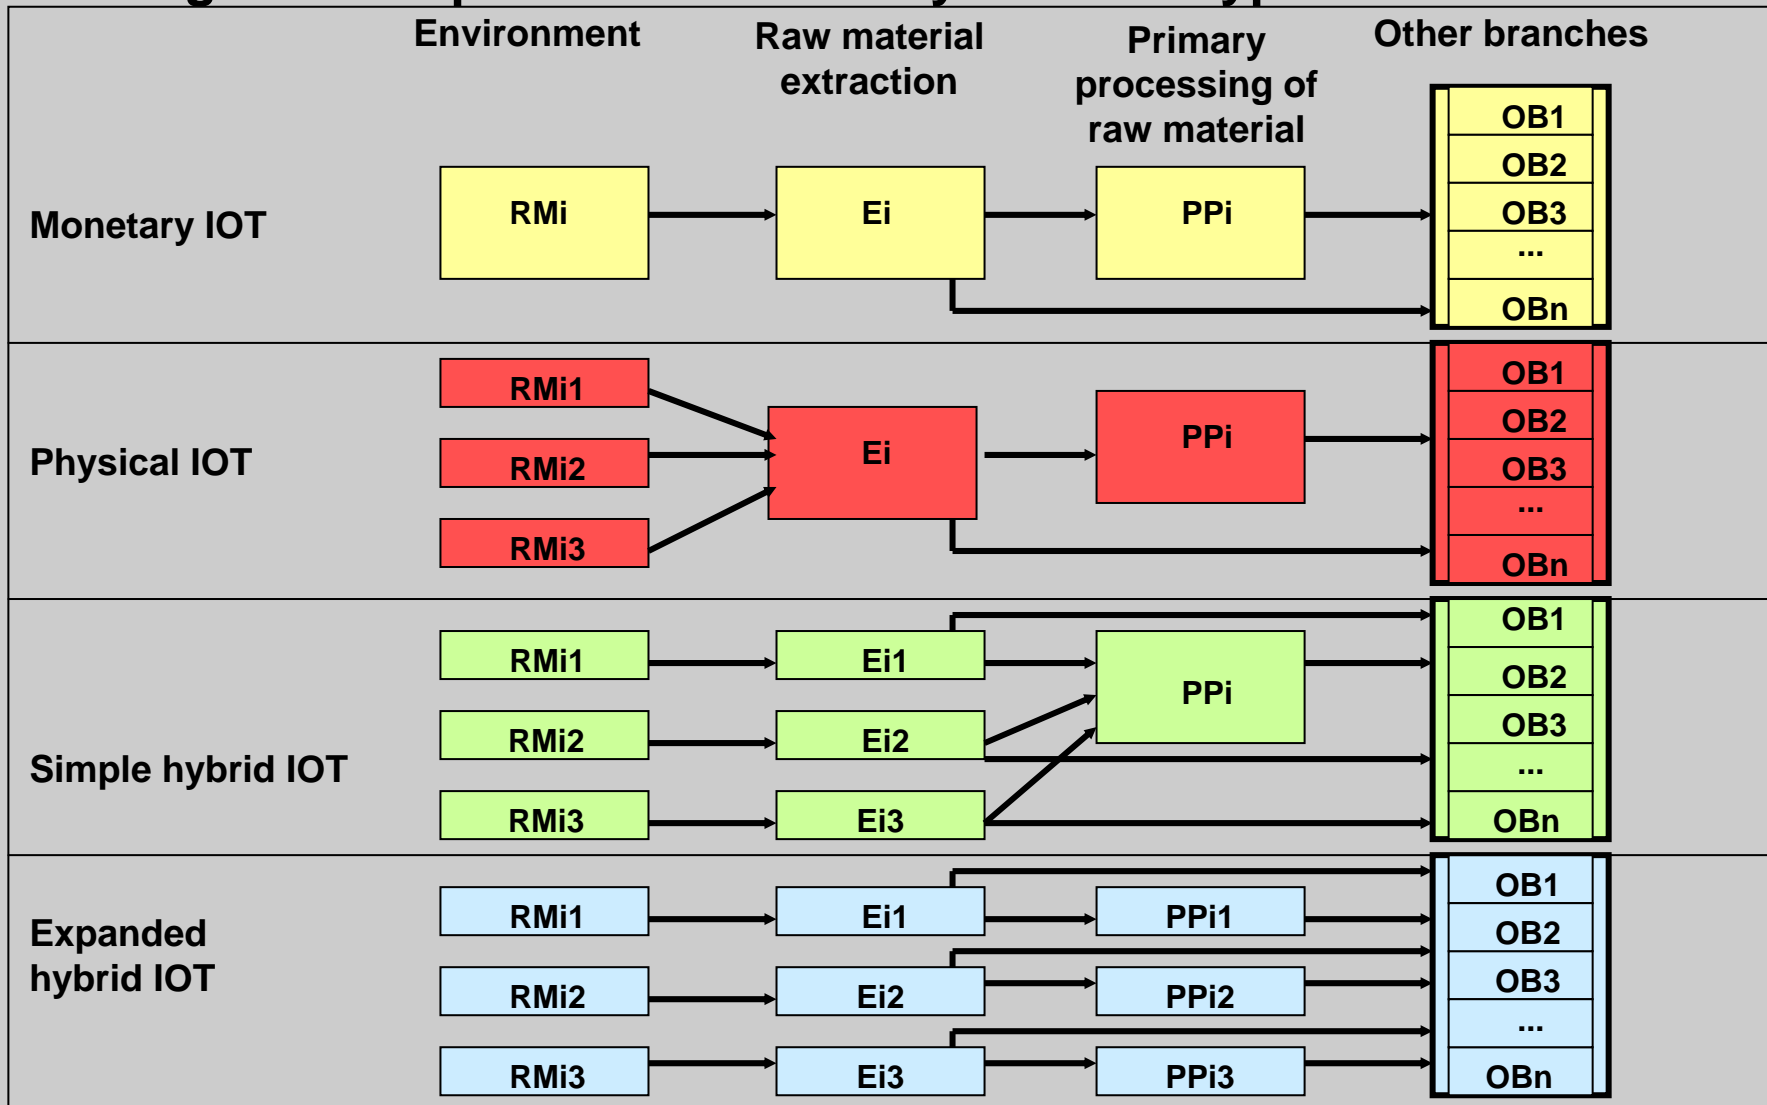 Environment
Raw material
extraction
Primary
processing of
raw material
Other branches
Monetary IOT
RMi
Ei
PPi
OB1
OB2
OB3
...
OBn
Physical IOT
RMi1
RMi2
RMi3
Ei
PPi
OB1
OB2
OB3
...
OBn
Simple hybrid IOT
RMi1
RMi2
RMi3
Ei1
Ei2
Ei3
PPi
OB1
OB2
OB3
...
OBn
Expanded
hybrid IOT
RMi1
RMi2
RMi3
Ei1
Ei2
Ei3
PPi1
PPi2
PPi3
OB1
OB2
OB3
...
OBn